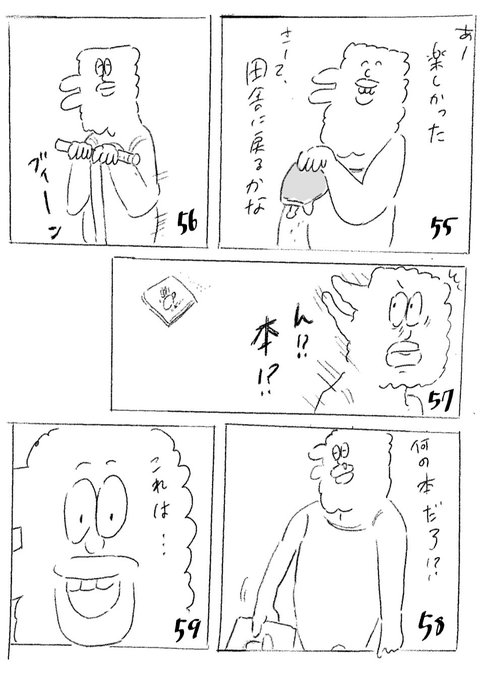 あー
楽しかった
さーて、
田舎に戻るかな
55
ブィーン
56
ん!?
本!?
57
何の本だろ!?
58
これは…
59